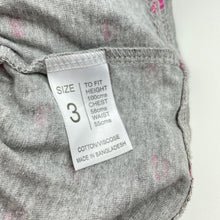 SIZE
3
TO FIT
HEIGHT
100cms
CHEST
56cms
WAIST
55cms
COTTON/VISCOSE
MADE IN BANGLADESH